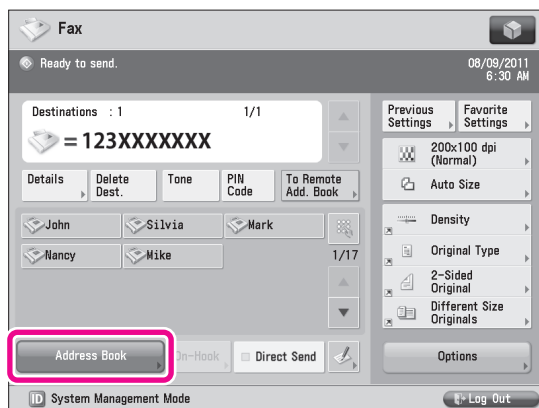 Fax
Ready to send.
08/09/2011
6:30 AM
Destinations : 1
1/1
= 123XXXXXXX
Details
Delete
Dest.
Tone
PIN
Code
To Remote
Add. Book
John
Silvia
Mark
Nancy
Mike
1/17
Address Book
On-Hook
Direct Send
Previous
Settings
Favorite
Settings
200x100 dpi
(Normal)
Auto Size
Density
Original Type
2-Sided
Original
Different Size
Originals
Options
ID System Management Mode
Log Out